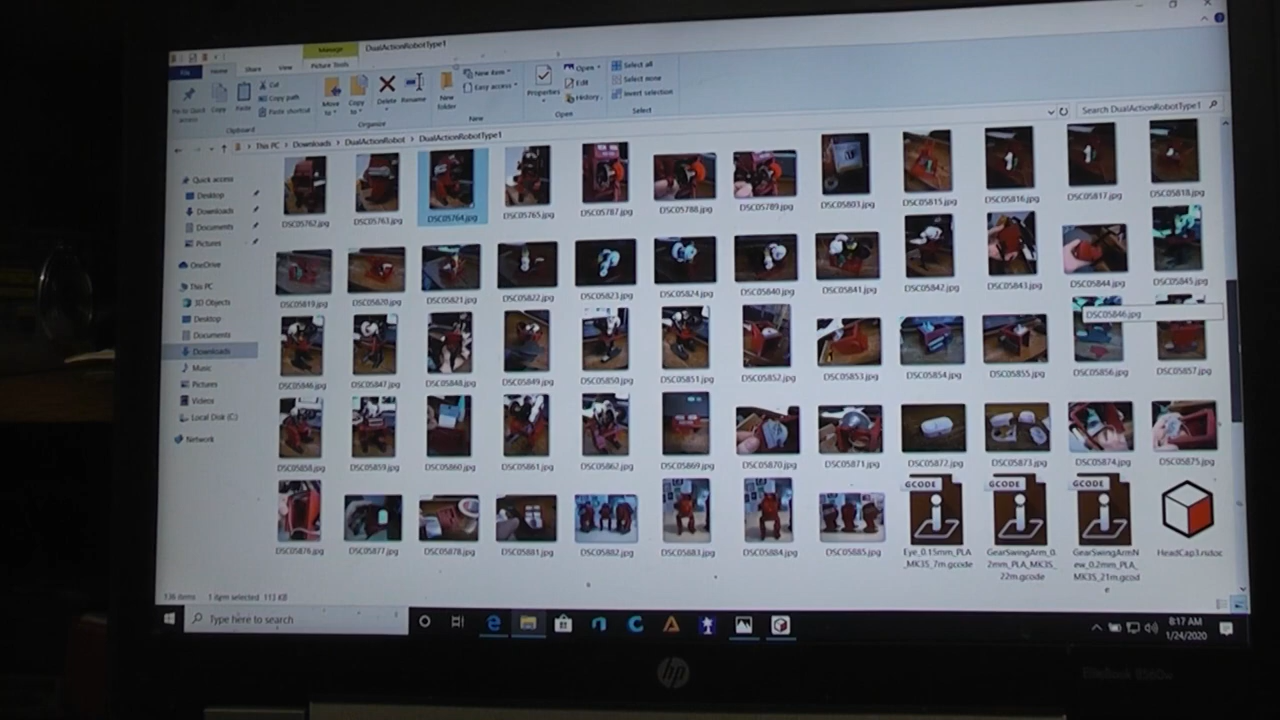 Manage
DualActionRobotType1
File
Home
Share
View
Picture Tools
Pin to Quick access
Copy
Paste
Cut
Copy path
Paste shortcut
Clipboard
Move to
Copy to
Delete
Rename
Organize
New folder
New item
Easy access
New
Properties
Open
Edit
History
Open
Select all
Select none
Invert selection
Select
This PC > Downloads > DualActionRobot > DualActionRobotType1
Search DualActionRobotType1
Quick access
Desktop
Downloads
Documents
Pictures
OneDrive
This PC
3D Objects
Desktop
Documents
Downloads
Music
Pictures
Videos
Local Disk (C:)
Network
DSC05762.jpg
DSC05763.jpg
DSC05764.jpg
DSC05765.jpg
DSC05787.jpg
DSC05788.jpg
DSC05789.jpg
DSC05803.jpg
DSC05815.jpg
DSC05816.jpg
DSC05817.jpg
DSC05818.jpg
DSC05819.jpg
DSC05820.jpg
DSC05821.jpg
DSC05822.jpg
DSC05823.jpg
DSC05824.jpg
DSC05840.jpg
DSC05841.jpg
DSC05842.jpg
DSC05843.jpg
DSC05844.jpg
DSC05845.jpg
DSC05846.jpg
DSC05846.jpg
DSC05847.jpg
DSC05848.jpg
DSC05849.jpg
DSC05850.jpg
DSC05851.jpg
DSC05852.jpg
DSC05853.jpg
DSC05854.jpg
DSC05855.jpg
DSC05856.jpg
DSC05857.jpg
DSC05858.jpg
DSC05859.jpg
DSC05860.jpg
DSC05861.jpg
DSC05862.jpg
DSC05869.jpg
DSC05870.jpg
DSC05871.jpg
DSC05872.jpg
DSC05873.jpg
DSC05874.jpg
DSC05875.jpg
DSC05876.jpg
DSC05877.jpg
DSC05878.jpg
DSC05881.jpg
DSC05882.jpg
DSC05883.jpg
DSC05884.jpg
DSC05885.jpg
GCODE
Eye_0.15mm_PLA
_MK3S_7m.gcode
GCODE
GearSwingArm_0.
2mm_PLA_MK3S_
22m.gcode
GCODE
GearSwingArmN
ew_0.2mm_PLA_
MK3S_21m.gcod
e
HeadCap3.rsdoc
136 items
1 item selected 113 KB
Type here to search
8:17 AM
1/24/2020
hp